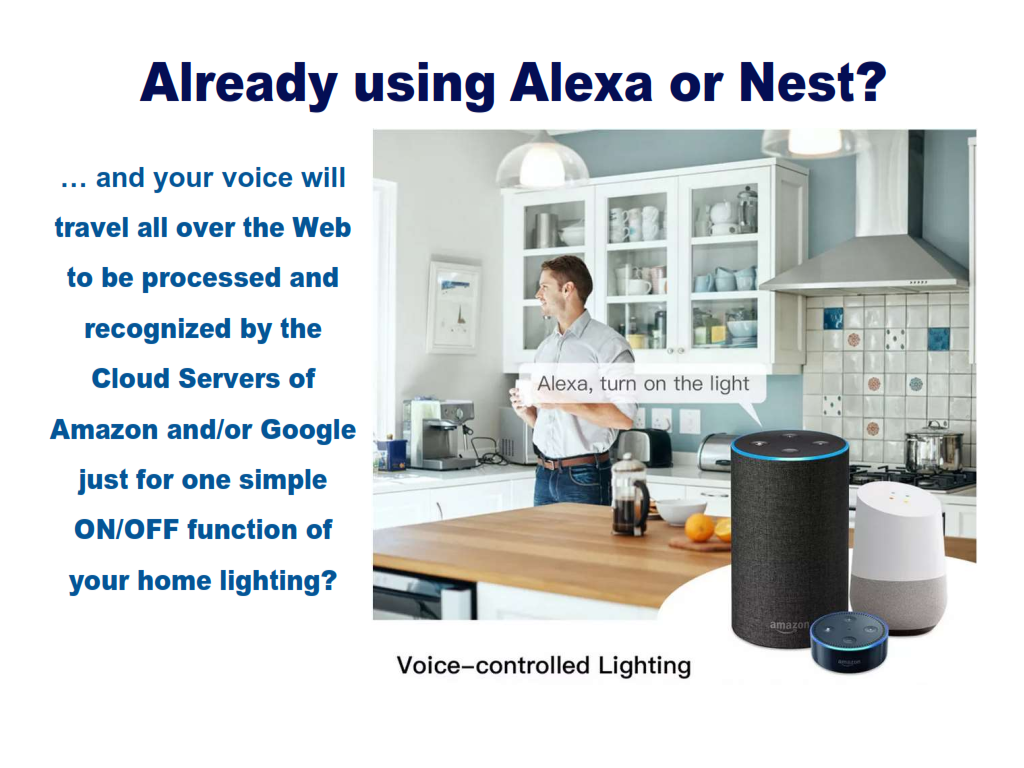 Already using Alexa or Nest?
… and your voice will
travel all over the Web
to be processed and
recognized by the
Cloud Servers of
Amazon and/or Google
just for one simple
ON/OFF function of
your home lighting?
Alexa, turn on the light
amazon
amazon
Voice-controlled Lighting